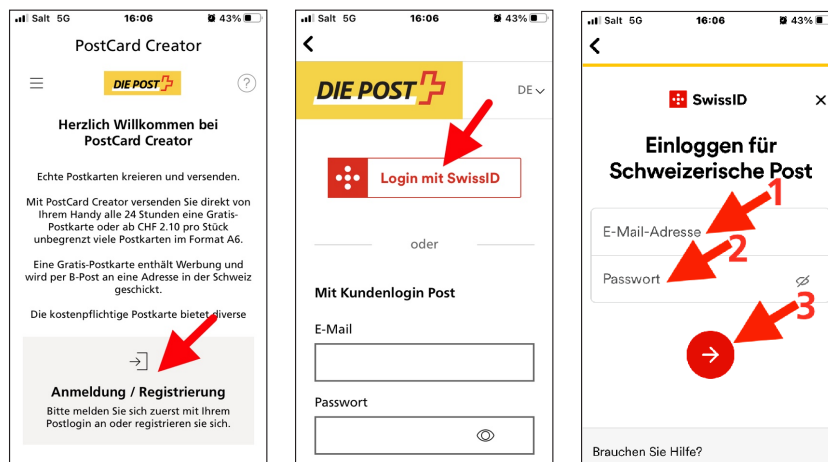 Salt 5G 16:06 43%
PostCard Creator
DIE POST
?
Herzlich Willkommen bei
PostCard Creator
Echte Postkarten kreieren und versenden.
Mit PostCard Creator versenden Sie direkt von
Ihrem Handy alle 24 Stunden eine Gratis-
Postkarte oder ab CHF 2.10 pro Stück
unbegrenzt viele Postkarten im Format A6.
Eine Gratis-Postkarte enthält Werbung und
wird per B-Post an eine Adresse in der Schweiz
geschickt.
Die kostenpflichtige Postkarte bietet diverse
Anmeldung / Registrierung
Bitte melden Sie sich zuerst mit Ihrem
Postlogin an oder registrieren sie sich.
Salt 5G 16:06 43%
DIE POST
DE
Login mit SwissID
oder
Mit Kundenlogin Post
E-Mail
Passwort
Salt 5G 16:06 43%
SwissID
Einloggen für
Schweizerische Post
1
E-Mail-Adresse
2
Passwort
3
Brauchen Sie Hilfe?